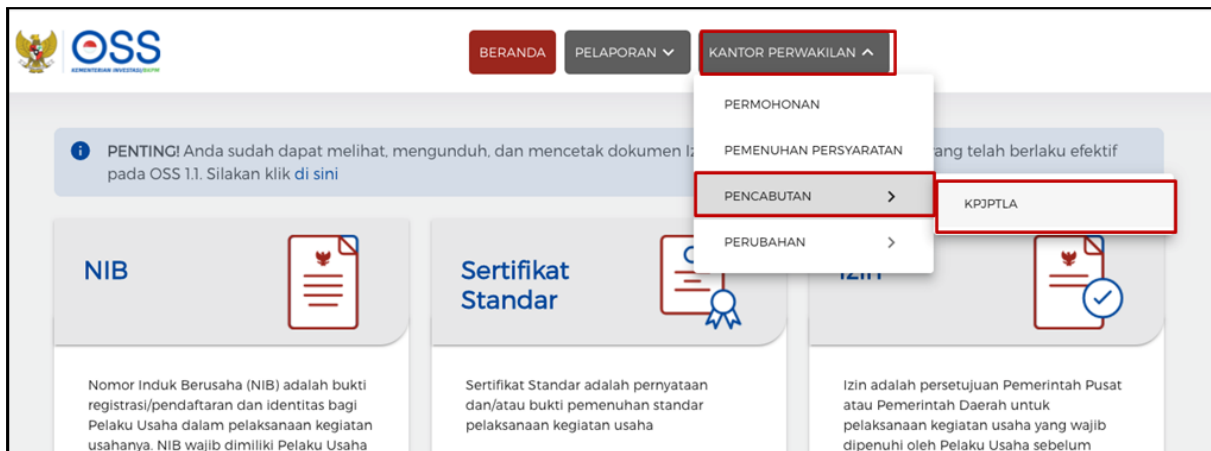 OSS
KEMENTERIAN INVESTASI/BKPM
BERANDA
PELAPORAN
KANTOR PERWAKILAN
PERMOHONAN
PEMENUHAN PERSYARATAN
PENCABUTAN
KPJPTLA
PERUBAHAN
PENTING! Anda sudah dapat melihat, mengunduh, dan mencetak dokumen yang telah berlaku efektif
pada OSS 1.1. Silakan klik di sini
NIB
Sertifikat
Standar
Izin
Nomor Induk Berusaha (NIB) adalah bukti
registrasi/pendaftaran dan identitas bagi
Pelaku Usaha dalam pelaksanaan kegiatan
usahanya. NIB wajib dimiliki Pelaku Usaha
Sertifikat Standar adalah pernyataan
dan/atau bukti pemenuhan standar
pelaksanaan kegiatan usaha
Izin adalah persetujuan Pemerintah Pusat
atau Pemerintah Daerah untuk
pelaksanaan kegiatan usaha yang wajib
dipenuhi oleh Pelaku Usaha sebelum